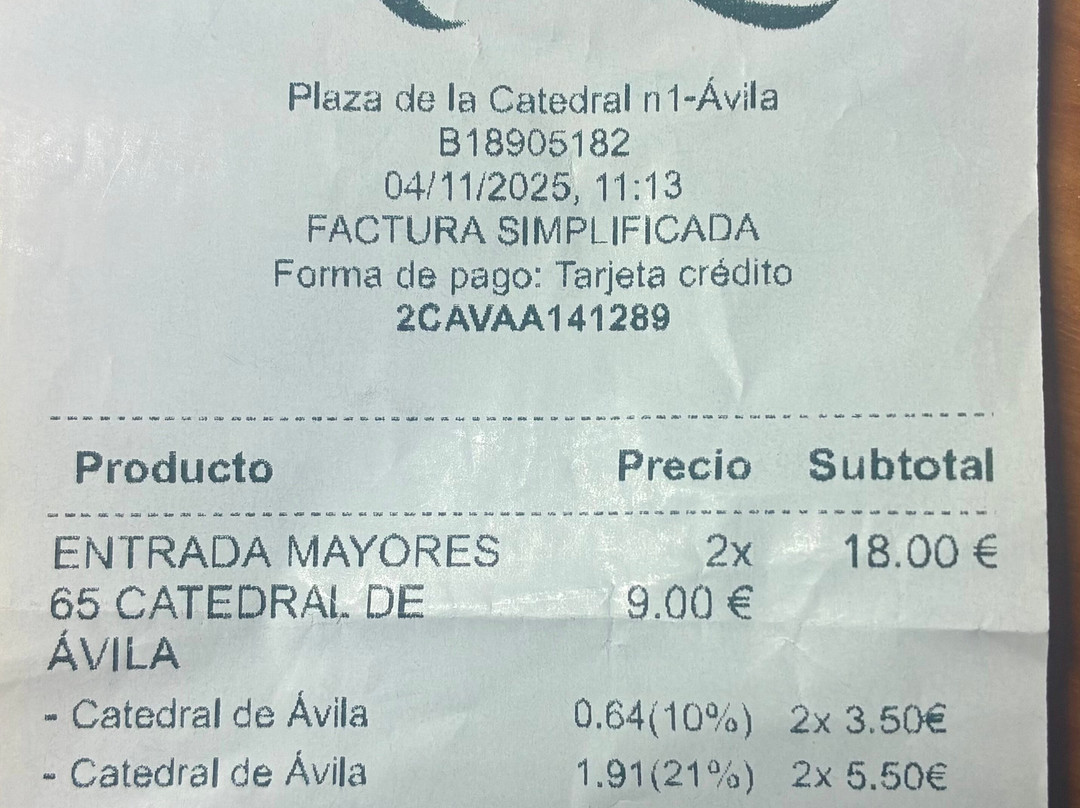 Plaza de la Catedral n1-Ávila
B18905182
04/11/2025, 11:13
FACTURA SIMPLIFICADA
Forma de pago: Tarjeta crédito
2CAVAA141289
Producto Precio Subtotal
ENTRADA MAYORES 2x 18.00 €
65 CATEDRAL DE 9.00 €
ÁVILA
- Catedral de Ávila 0.64(10%) 2x 3.50€
- Catedral de Ávila 1.91(21%) 2x 5.50€